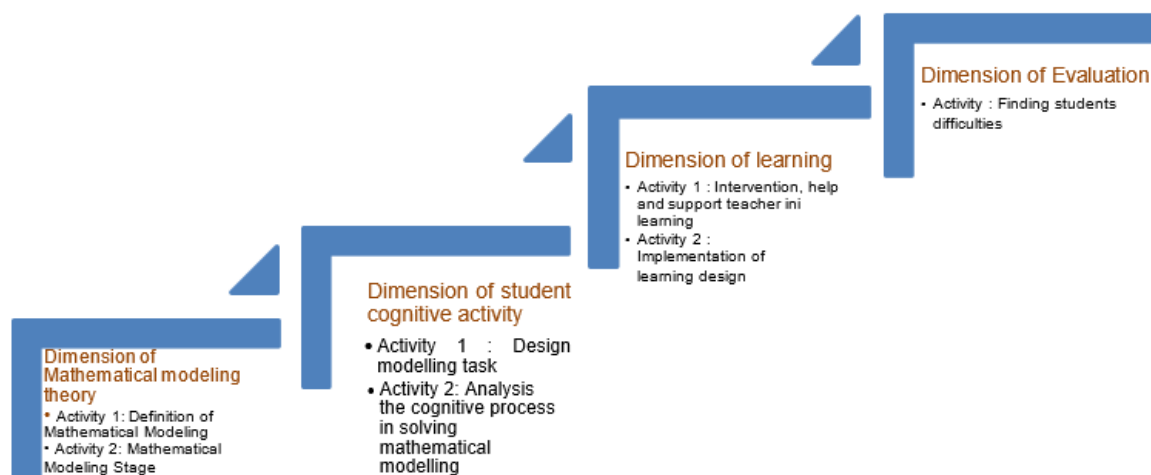 Dimension of
Mathematical modeling
theory
• Activity 1: Definition of
Mathematical Modeling
• Activity 2: Mathematical
Modeling Stage
Dimension of student
cognitive activity
• Activity 1 : Design
modelling task
• Activity 2: Analysis
the cognitive process
in solving
mathematical
modelling
Dimension of learning
• Activity 1 : Intervention, help
and support teacher ini
learning
• Activity 2 :
Implementation of
learning design
Dimension of Evaluation
• Activity : Finding students
difficulties